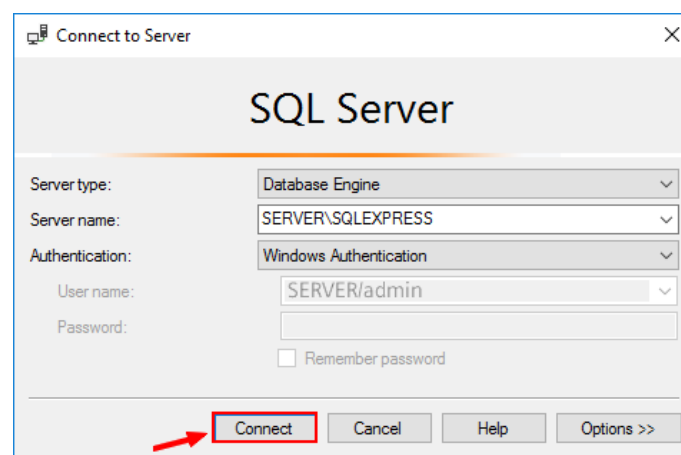 Connect to Server
SQL Server
Server type: Database Engine
Server name: SERVER\SQLEXPRESS
Authentication: Windows Authentication
User name: SERVER/admin
Password:
Remember password
Connect Cancel Help Options >>